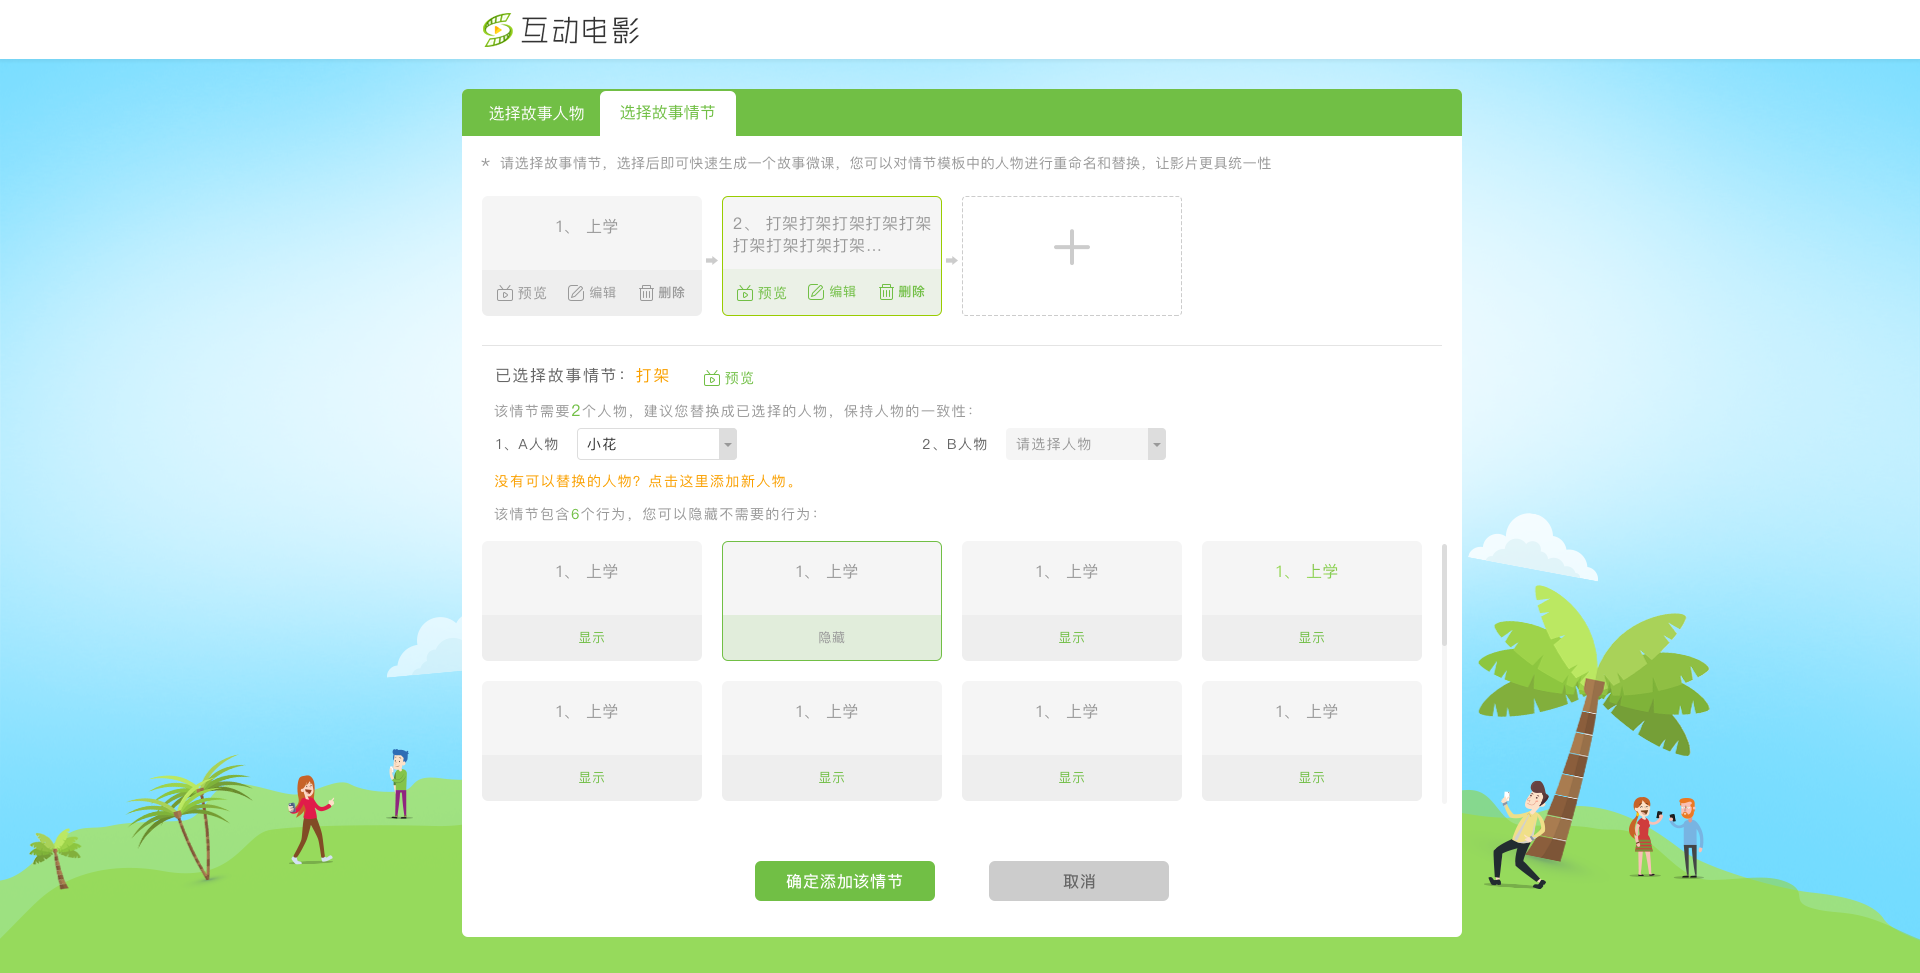 互动电影
选择故事人物
选择故事情节
* 请选择故事情节，选择后即可快速生成一个故事微课，您可以对情节模板中的人物进行重命名和替换，让影片更具统一性
1、 上学
2、 打架打架打架打架打架
打架打架打架打架...
预览 编辑 删除
预览 编辑 删除
已选择故事情节：打架 预览
该情节需要2个人物，建议您替换成已选择的人物，保持人物的一致性：
1、A人物 小花
2、B人物 请选择人物
没有可以替换的人物？点击这里添加新人物。
该情节包含6个行为，您可以隐藏不需要的行为：
1、 上学
1、 上学
1、 上学
1、 上学
显示
隐藏
显示
显示
1、 上学
1、 上学
1、 上学
1、 上学
显示
显示
显示
显示
确定添加该情节
取消